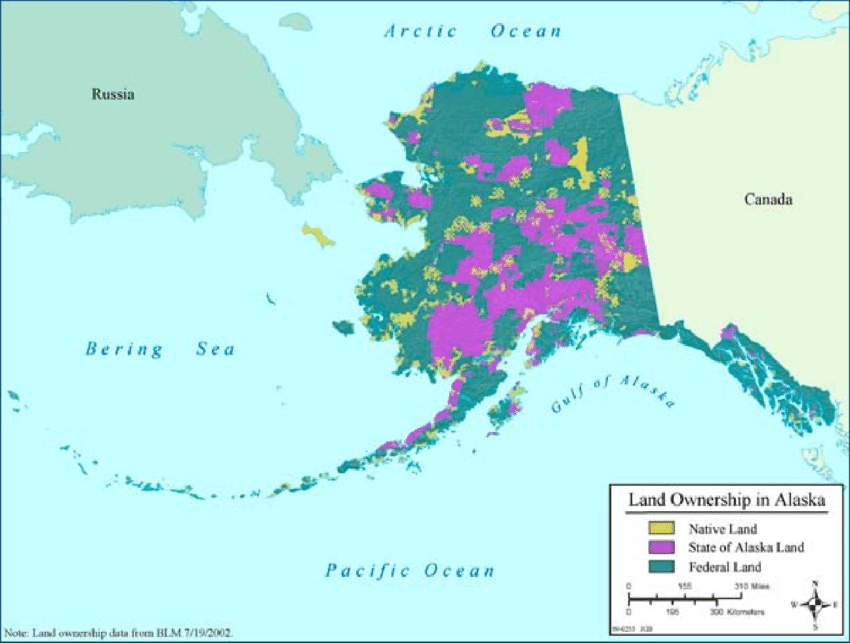 Arctic Ocean
Russia
Canada
Bering Sea
Gulf of Alaska
Pacific Ocean
Land Ownership in Alaska
Native Land
State of Alaska Land
Federal Land
0 155 310 Miles
0 195 390 Kilometers
N
W E
S
Note: Land ownership data from BLM 7/19/2002.